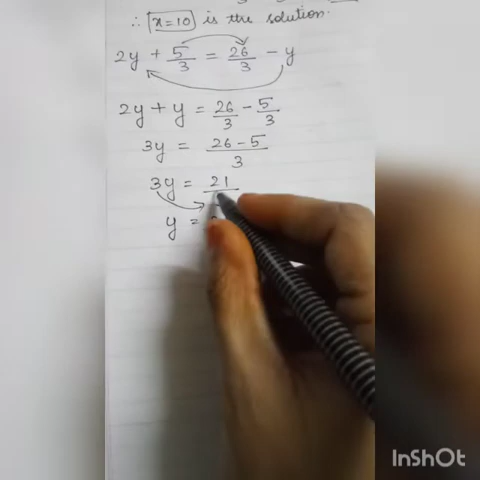 ∴ x=10 is the solution.
2y + 5/3 = 26/3 - y
2y + y = 26/3 - 5/3
3y = 26-5/3
3y = 21/
y =
InShOt